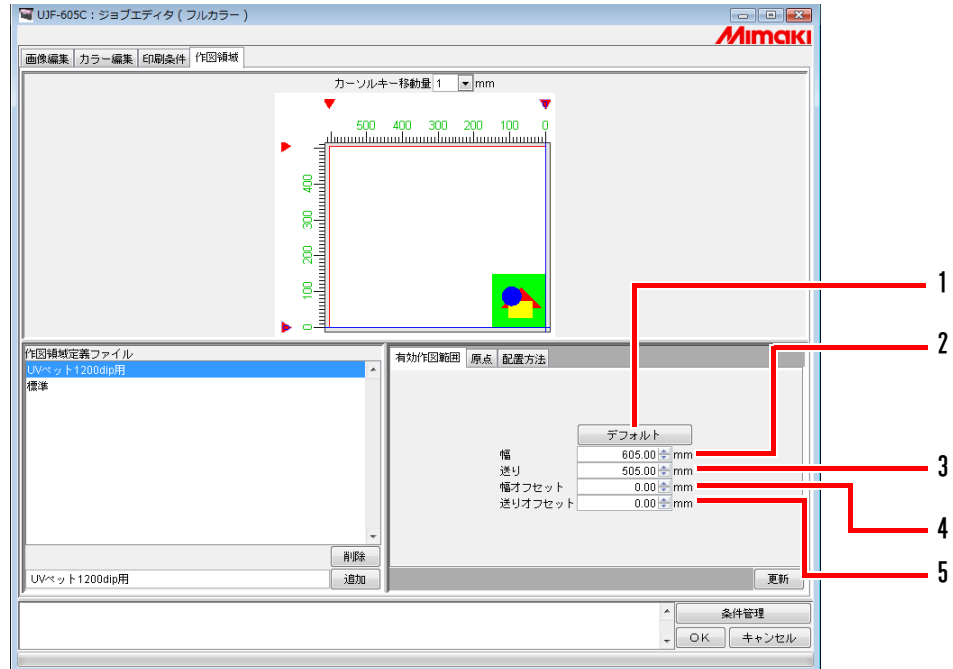 UJF-605C：ジョブエディタ ( フルカラー )
Mimaki
画像編集 カラー編集 印刷条件 作図領域
カーソルキー移動量 1 mm
500 400 300 200 100 0
400
300
200
100
0
1
2
3
4
5
作図領域定義ファイル
UVペット1200dip用
標準
削除
UVペット1200dip用 追加
有効作図範囲 原点 配置方法
デフォルト
幅 605.00 mm
送り 505.00 mm
幅オフセット 0.00 mm
送りオフセット 0.00 mm
更新
条件管理
OK キャンセル